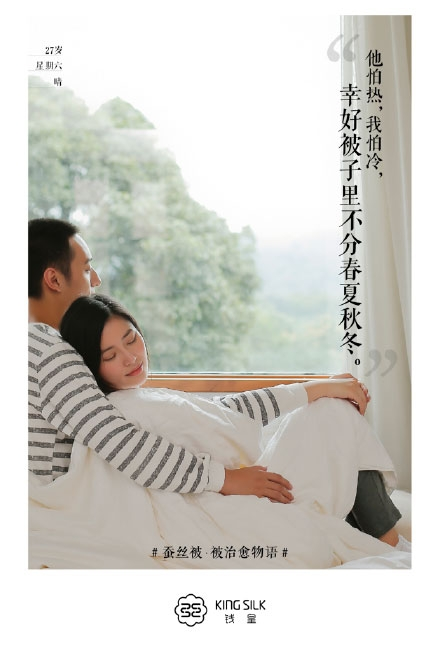 27岁
星期六
晴
“
他怕热，我怕冷，
幸好被子里不分春夏秋冬。
”
# 蚕丝被·被治愈物语 #
KING SILK
钱皇